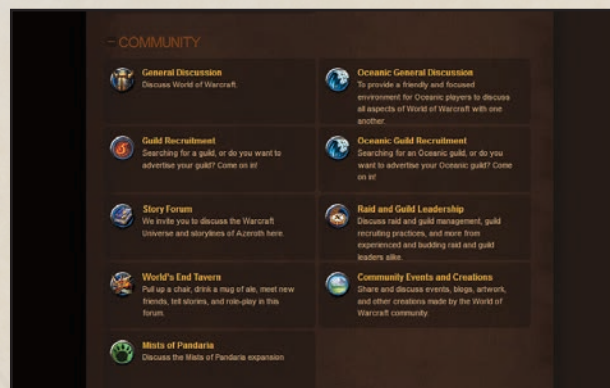 – COMMUNITY
General Discussion
Discuss World of Warcraft.
Oceanic General Discussion
To provide a friendly and focused
environment for Oceanic players to discuss
all aspects of World of Warcraft with one
another.
Guild Recruitment
Searching for a guild, or do you want to
advertise your guild? Come on in!
Oceanic Guild Recruitment
Searching for an Oceanic guild, or do you
want to advertise your Oceanic guild? Come
on in!
Story Forum
We invite you to discuss the Warcraft
Universe and storylines of Azeroth here.
Raid and Guild Leadership
Discuss raid and guild management, guild
recruiting practices, and more from
experienced and budding raid and guild
leaders alike.
World's End Tavern
Pull up a chair, drink a mug of ale, meet new
friends, tell stories, and role-play in this
forum.
Community Events and Creations
Share and discuss events, blogs, artwork,
and other creations made by the World of
Warcraft community.
Mists of Pandaria
Discuss the Mists of Pandaria expansion